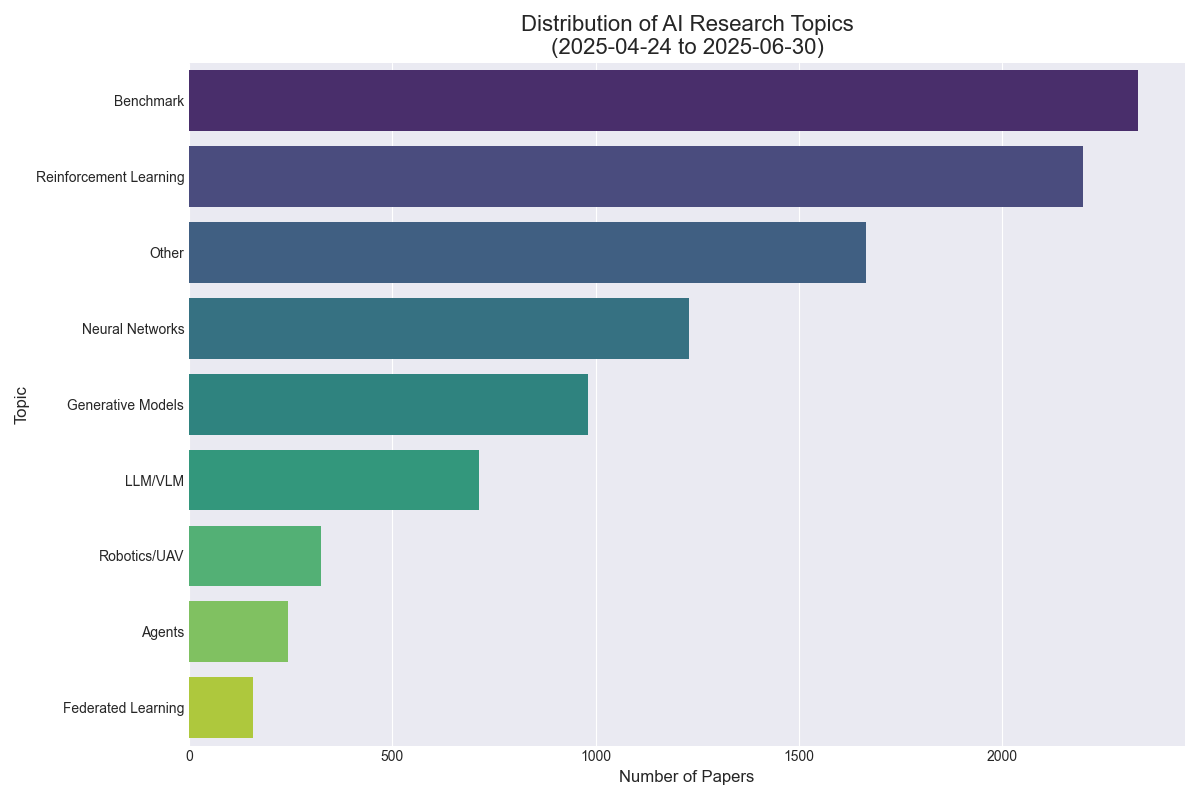 Distribution of AI Research Topics
(2025-04-24 to 2025-06-30)
Topic
Benchmark
Reinforcement Learning
Other
Neural Networks
Generative Models
LLM/VLM
Robotics/UAV
Agents
Federated Learning
0 500 1000 1500 2000
Number of Papers